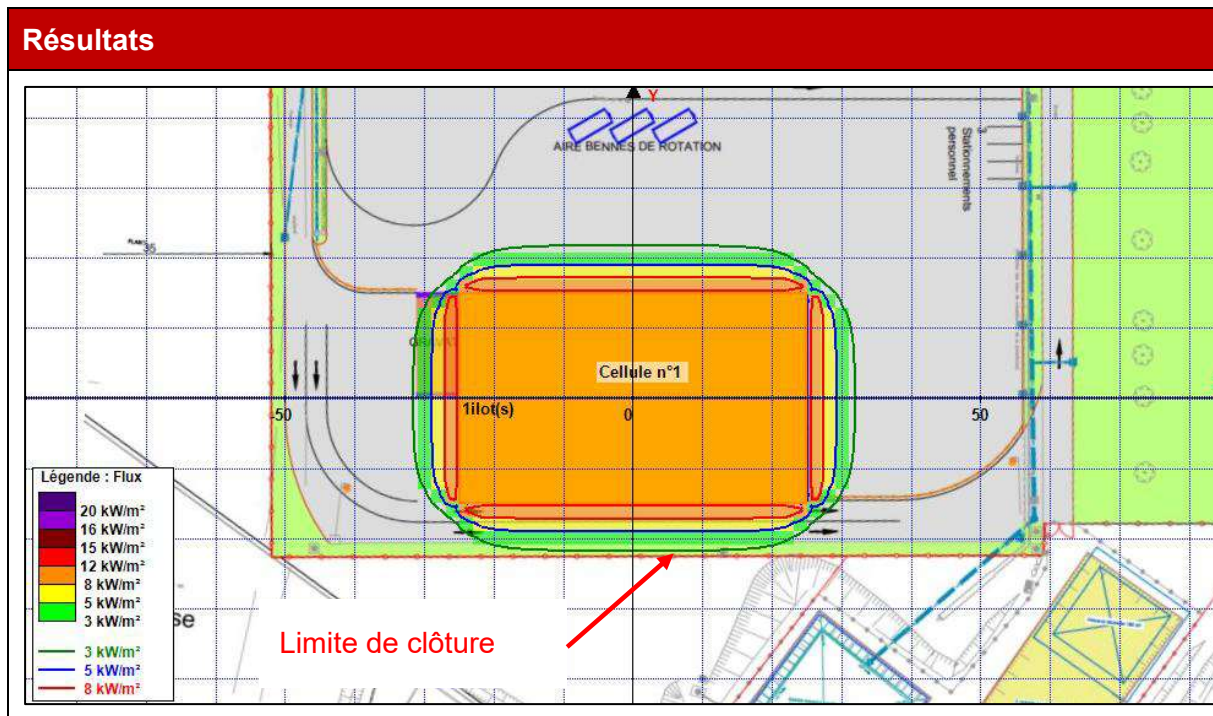 Résultats
Y
AIRE BENNES DE ROTATION
Stationnements
personnel
35
Cellule n°1
-50
1ilot(s)
0
50
Légende : Flux
20 kW/m²
16 kW/m²
15 kW/m²
12 kW/m²
8 kW/m²
5 kW/m²
3 kW/m²
se
3 kW/m²
5 kW/m²
8 kW/m²
Limite de clôture